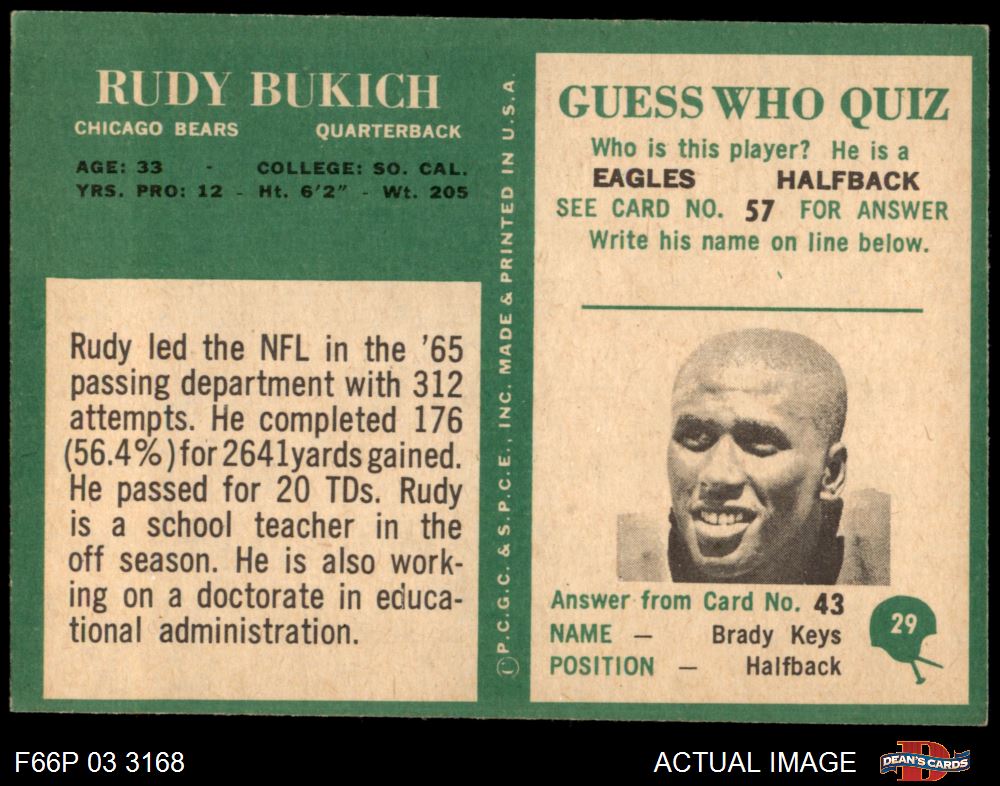 RUDY BUKICH
CHICAGO BEARS QUARTERBACK
AGE: 33 - COLLEGE: SO. CAL.
YRS. PRO: 12 - Ht. 6'2" - Wt. 205
Rudy led the NFL in the '65
passing department with 312
attempts. He completed 176
(56.4%) for 2641 yards gained.
He passed for 20 TDs. Rudy
is a school teacher in the
off season. He is also work-
ing on a doctorate in educa-
tional administration.
Ⓒ P.C.G.C. & S.P.C.E., INC. MADE & PRINTED IN U.S.A.
GUESS WHO QUIZ
Who is this player? He is a
EAGLES HALFBACK
SEE CARD NO. 57 FOR ANSWER
Write his name on line below.
Answer from Card No. 43
NAME — Brady Keys
POSITION — Halfback
29
F66P 03 3168
ACTUAL IMAGE
DEAN'S CARDS